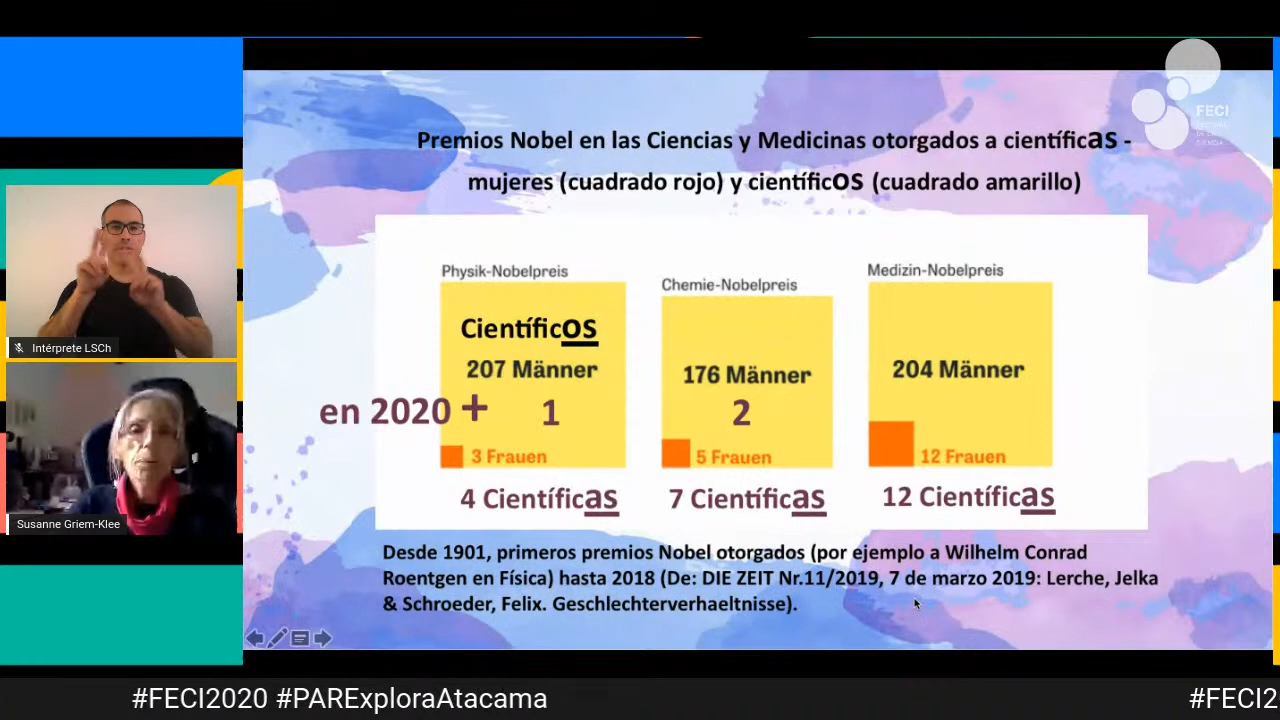 FECI
Premios Nobel en las Ciencias y Medicinas otorgados a científicas -
mujeres (cuadrado rojo) y científicos (cuadrado amarillo)
Physik-Nobelpreis
Chemie-Nobelpreis
Medizin-Nobelpreis
Científicos
207 Männer
176 Männer
204 Männer
en 2020 + 1
2
3 Frauen
5 Frauen
12 Frauen
4 Científicas
7 Científicas
12 Científicas
Desde 1901, primeros premios Nobel otorgados (por ejemplo a Wilhelm Conrad
Roentgen en Física) hasta 2018 (De: DIE ZEIT Nr.11/2019, 7 de marzo 2019: Lerche, Jelka
& Schroeder, Felix. Geschlechterverhaeltnisse).
Intérprete LSCh
Susanne Griem-Klee
#FECI2020 #PARExploraAtacama
#FECI2